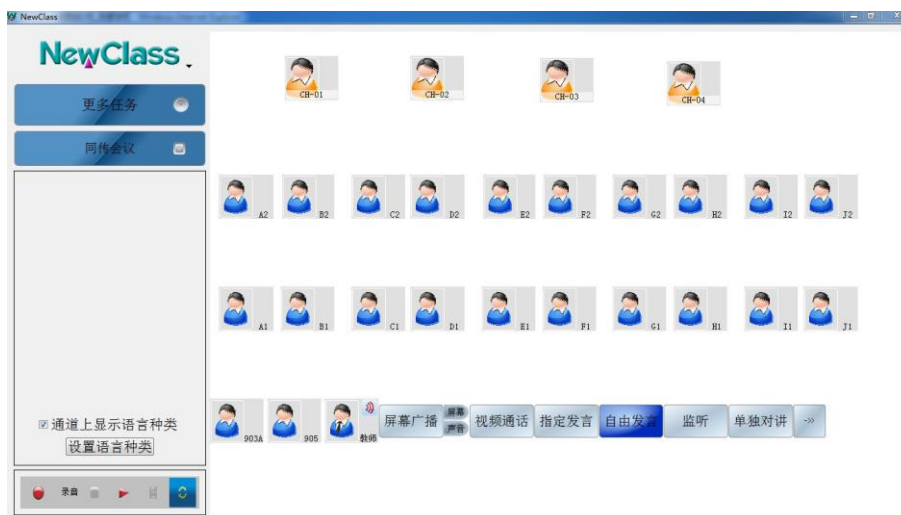 NewClass
NewClass
更多任务
同传会议
CH-01
CH-02
CH-03
CH-04
A2
B2
C2
D2
E2
F2
G2
H2
I2
J2
A1
B1
C1
D1
E1
F1
G1
H1
I1
J1
通道上显示语言种类
设置语言种类
903A
905
教师
屏幕广播
屏幕
声音
视频通话
指定发言
自由发言
监听
单独对讲
录音